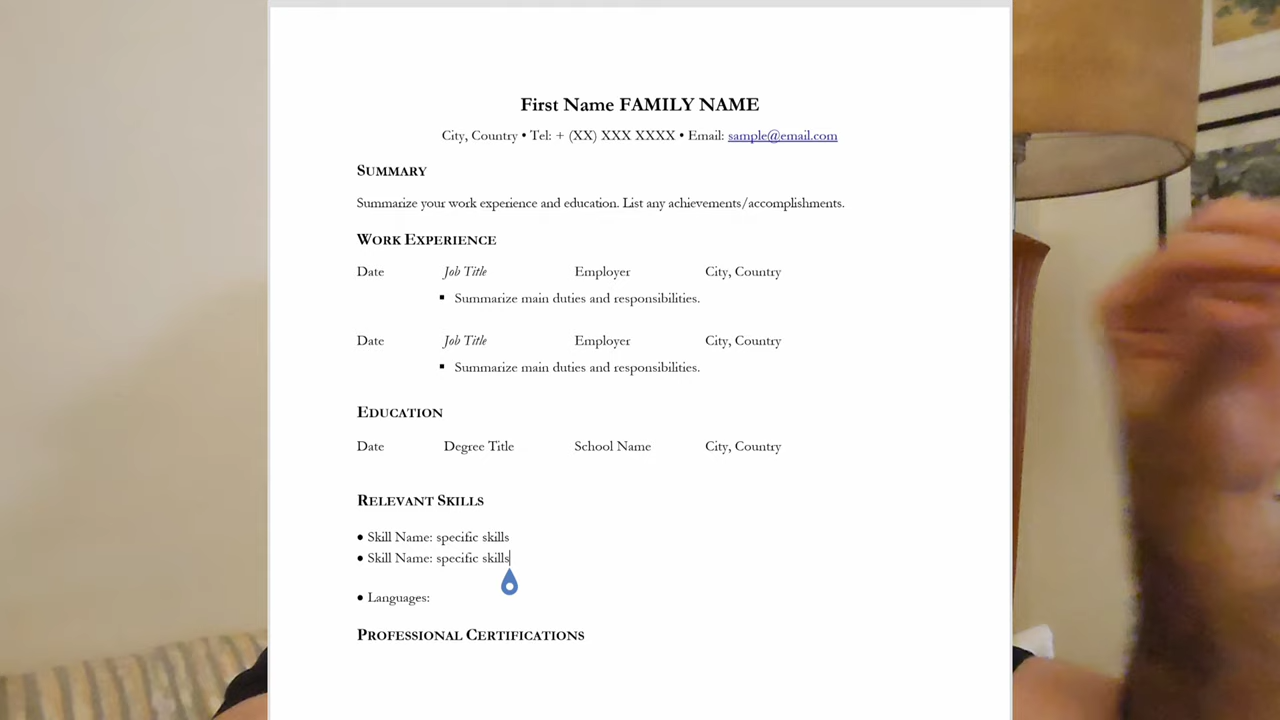 First Name FAMILY NAME
City, Country • Tel: + (XX) XXX XXXX • Email: sample@email.com
SUMMARY
Summarize your work experience and education. List any achievements/accomplishments.
WORK EXPERIENCE
Date Job Title Employer City, Country
▪ Summarize main duties and responsibilities.
Date Job Title Employer City, Country
▪ Summarize main duties and responsibilities.
EDUCATION
Date Degree Title School Name City, Country
RELEVANT SKILLS
● Skill Name: specific skills
● Skill Name: specific skills
● Languages:
PROFESSIONAL CERTIFICATIONS